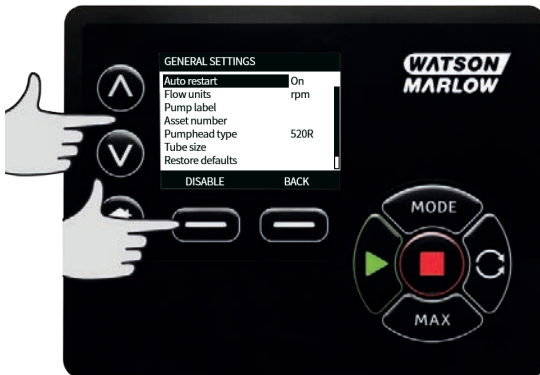 GENERAL SETTINGS
Auto restart On
Flow units rpm
Pump label
Asset number
Pumphead type 520R
Tube size
Restore defaults
DISABLE BACK
WATSON
MARLOW
MODE
MAX